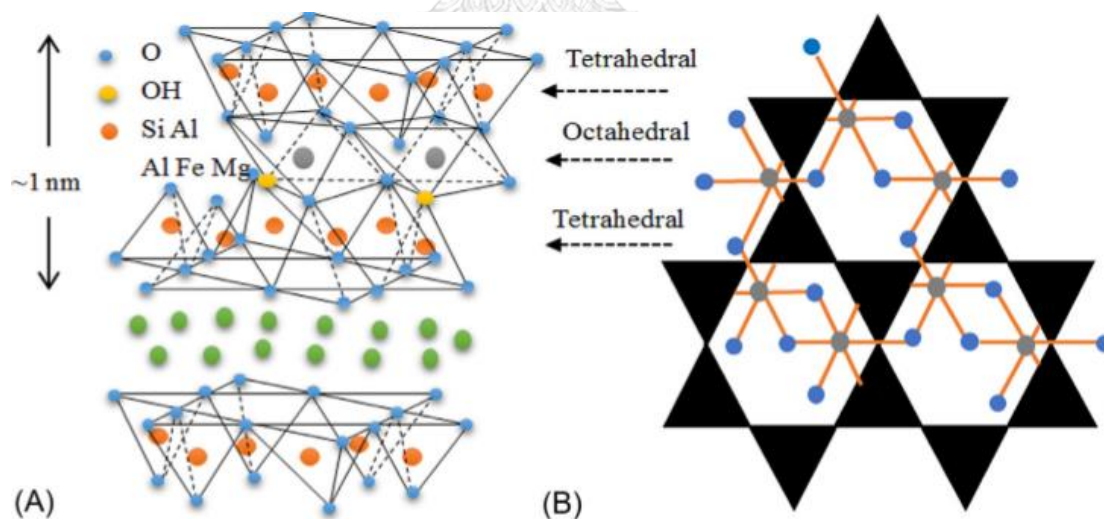 ~1 nm
O
OH
Si Al
Al Fe Mg
Tetrahedral
Octahedral
Tetrahedral
(A)
(B)